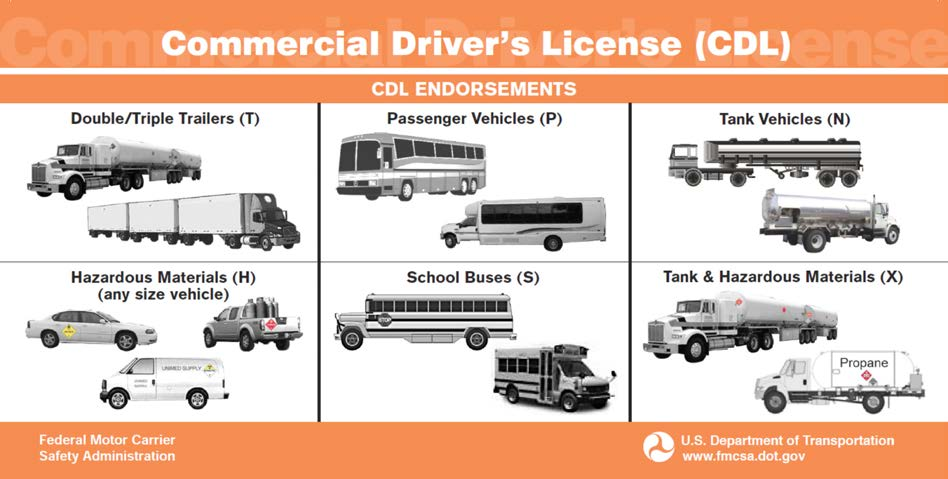 Commercial Driver's License (CDL)
CDL ENDORSEMENTS
Double/Triple Trailers (T)
Passenger Vehicles (P)
Tank Vehicles (N)
Hazardous Materials (H)
(any size vehicle)
UNIMED SUPPLY
School Buses (S)
STOP
Tank & Hazardous Materials (X)
Propane
Federal Motor Carrier
Safety Administration
U.S. Department of Transportation
www.fmcsa.dot.gov